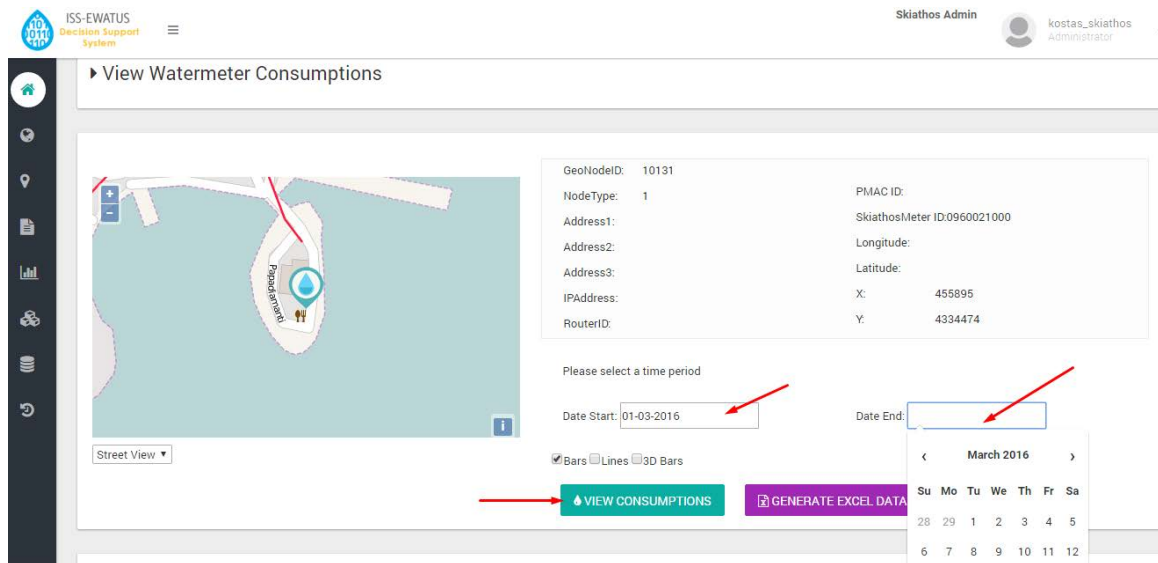 ISS-EWATUS
Decision Support
System
Skiathos Admin
kostas_skiathos
Administrator
View Watermeter Consumptions
GeoNodeID: 10131
NodeType: 1
Address1:
Address2:
Address3:
IPAddress:
RouterID:
PMAC ID:
SkiathosMeter ID:0960021000
Longitude:
Latitude:
X: 455895
Y: 4334474
+
−
Papadiamanti
i
Street View
Please select a time period
Date Start: 01-03-2016
Date End:
Bars Lines 3D Bars
VIEW CONSUMPTIONS
GENERATE EXCEL DATA
‹ March 2016 ›
Su Mo Tu We Th Fr Sa
28 29 1 2 3 4 5
6 7 8 9 10 11 12